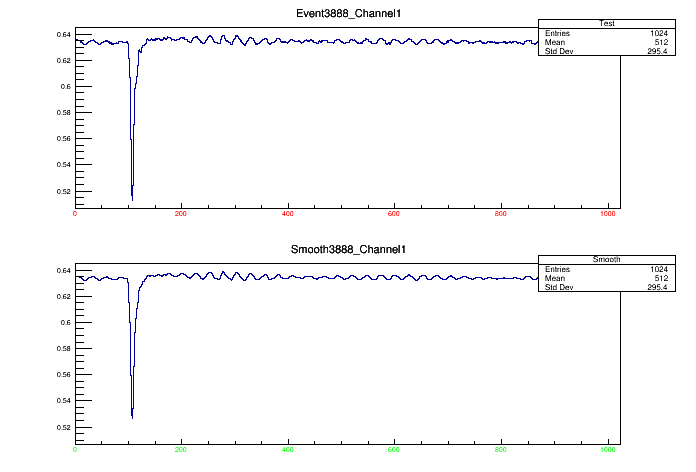 Event3888_Channel1
Test
Entries 1024
Mean 512
Std Dev 295.4
0.64
0.62
0.6
0.58
0.56
0.54
0.52
0 200 400 600 800 1000
Smooth3888_Channel1
Smooth
Entries 1024
Mean 512
Std Dev 295.4
0.64
0.62
0.6
0.58
0.56
0.54
0.52
0 200 400 600 800 1000